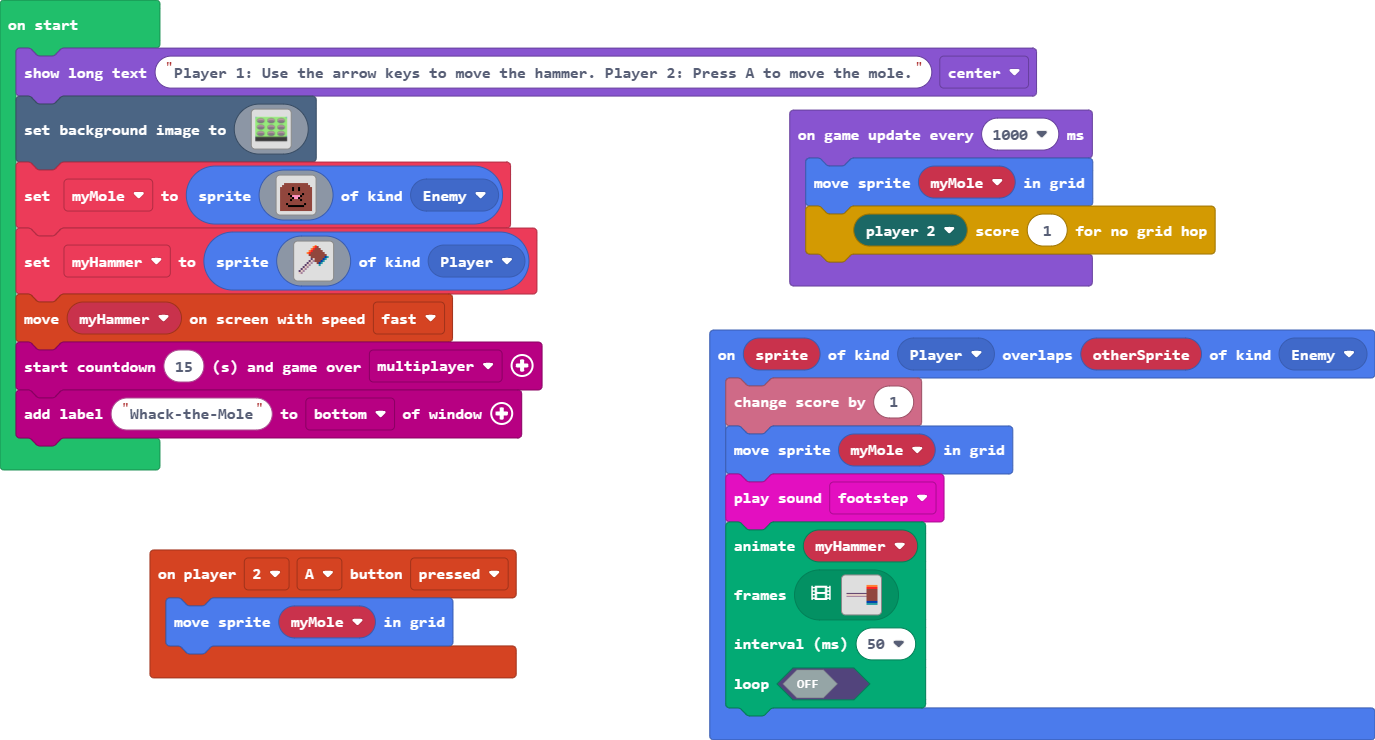 on start
show long text "Player 1: Use the arrow keys to move the hammer. Player 2: Press A to move the mole." center
set background image to
set myMole to sprite of kind Enemy
set myHammer to sprite of kind Player
move myHammer on screen with speed fast
start countdown 15 (s) and game over multiplayer
add label "Whack-the-Mole" to bottom of window
on game update every 1000 ms
move sprite myMole in grid
player 2 score 1 for no grid hop
on sprite of kind Player overlaps otherSprite of kind Enemy
change score by 1
move sprite myMole in grid
play sound footstep
animate myHammer
frames
interval (ms) 50
loop OFF
on player 2 A button pressed
move sprite myMole in grid